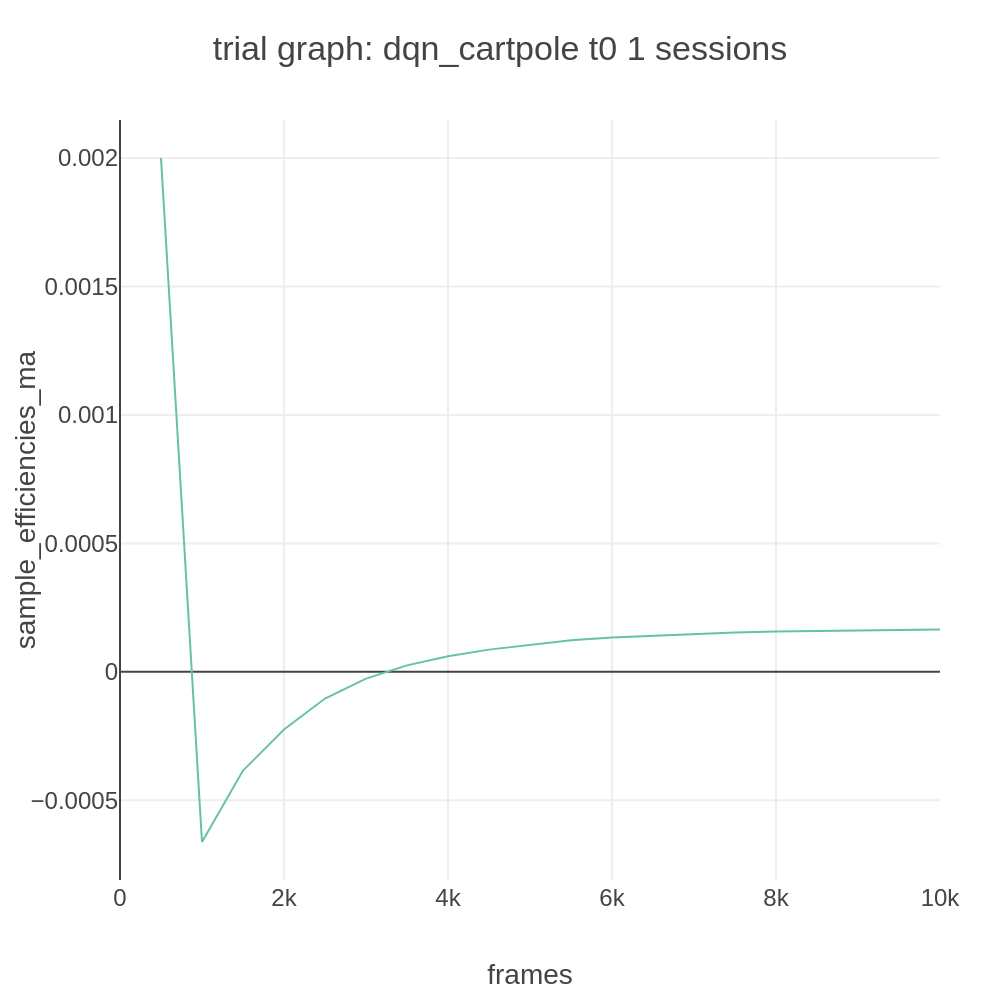 trial graph: dqn_cartpole t0 1 sessions
sample_efficiencies_ma
0.002
0.0015
0.001
0.0005
0
−0.0005
0 2k 4k 6k 8k 10k
frames